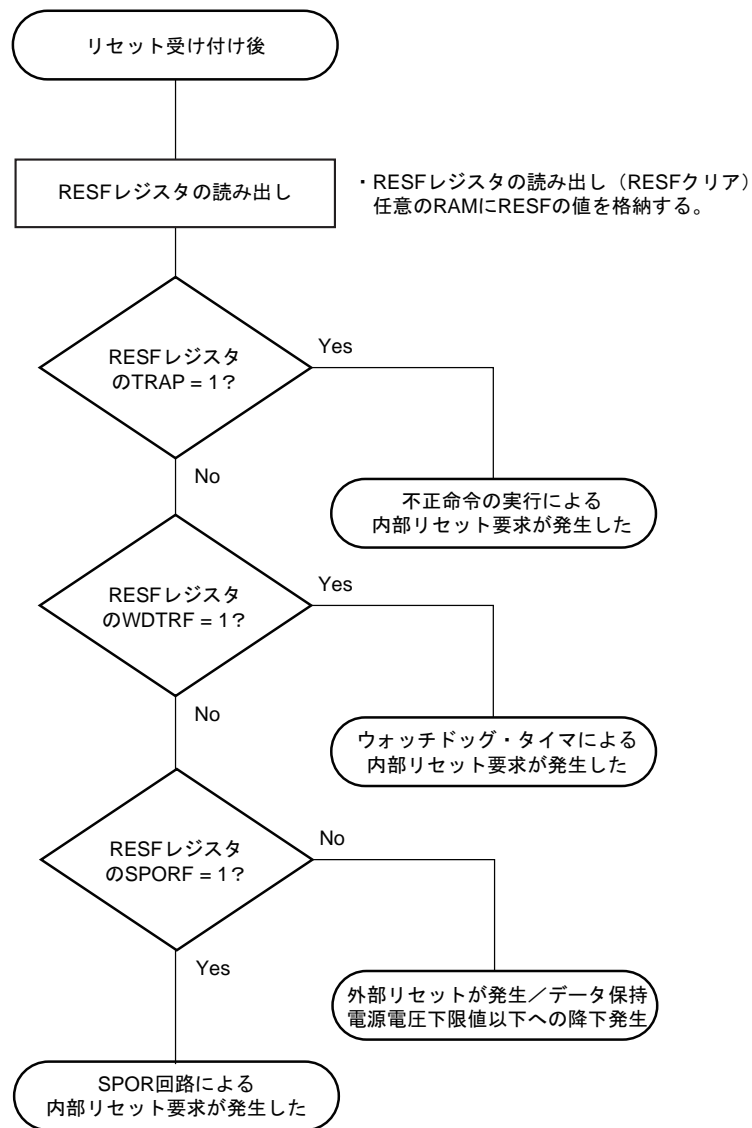 リセット受け付け後
RESFレジスタの読み出し
・RESFレジスタの読み出し（RESFクリア）
任意のRAMにRESFの値を格納する。
RESFレジスタ
のTRAP = 1？
Yes
No
不正命令の実行による
内部リセット要求が発生した
RESFレジスタ
のWDTRF = 1？
Yes
No
ウォッチドッグ・タイマによる
内部リセット要求が発生した
RESFレジスタ
のSPORF = 1？
No
Yes
外部リセットが発生／データ保持
電源電圧下限値以下への降下発生
SPOR回路による
内部リセット要求が発生した